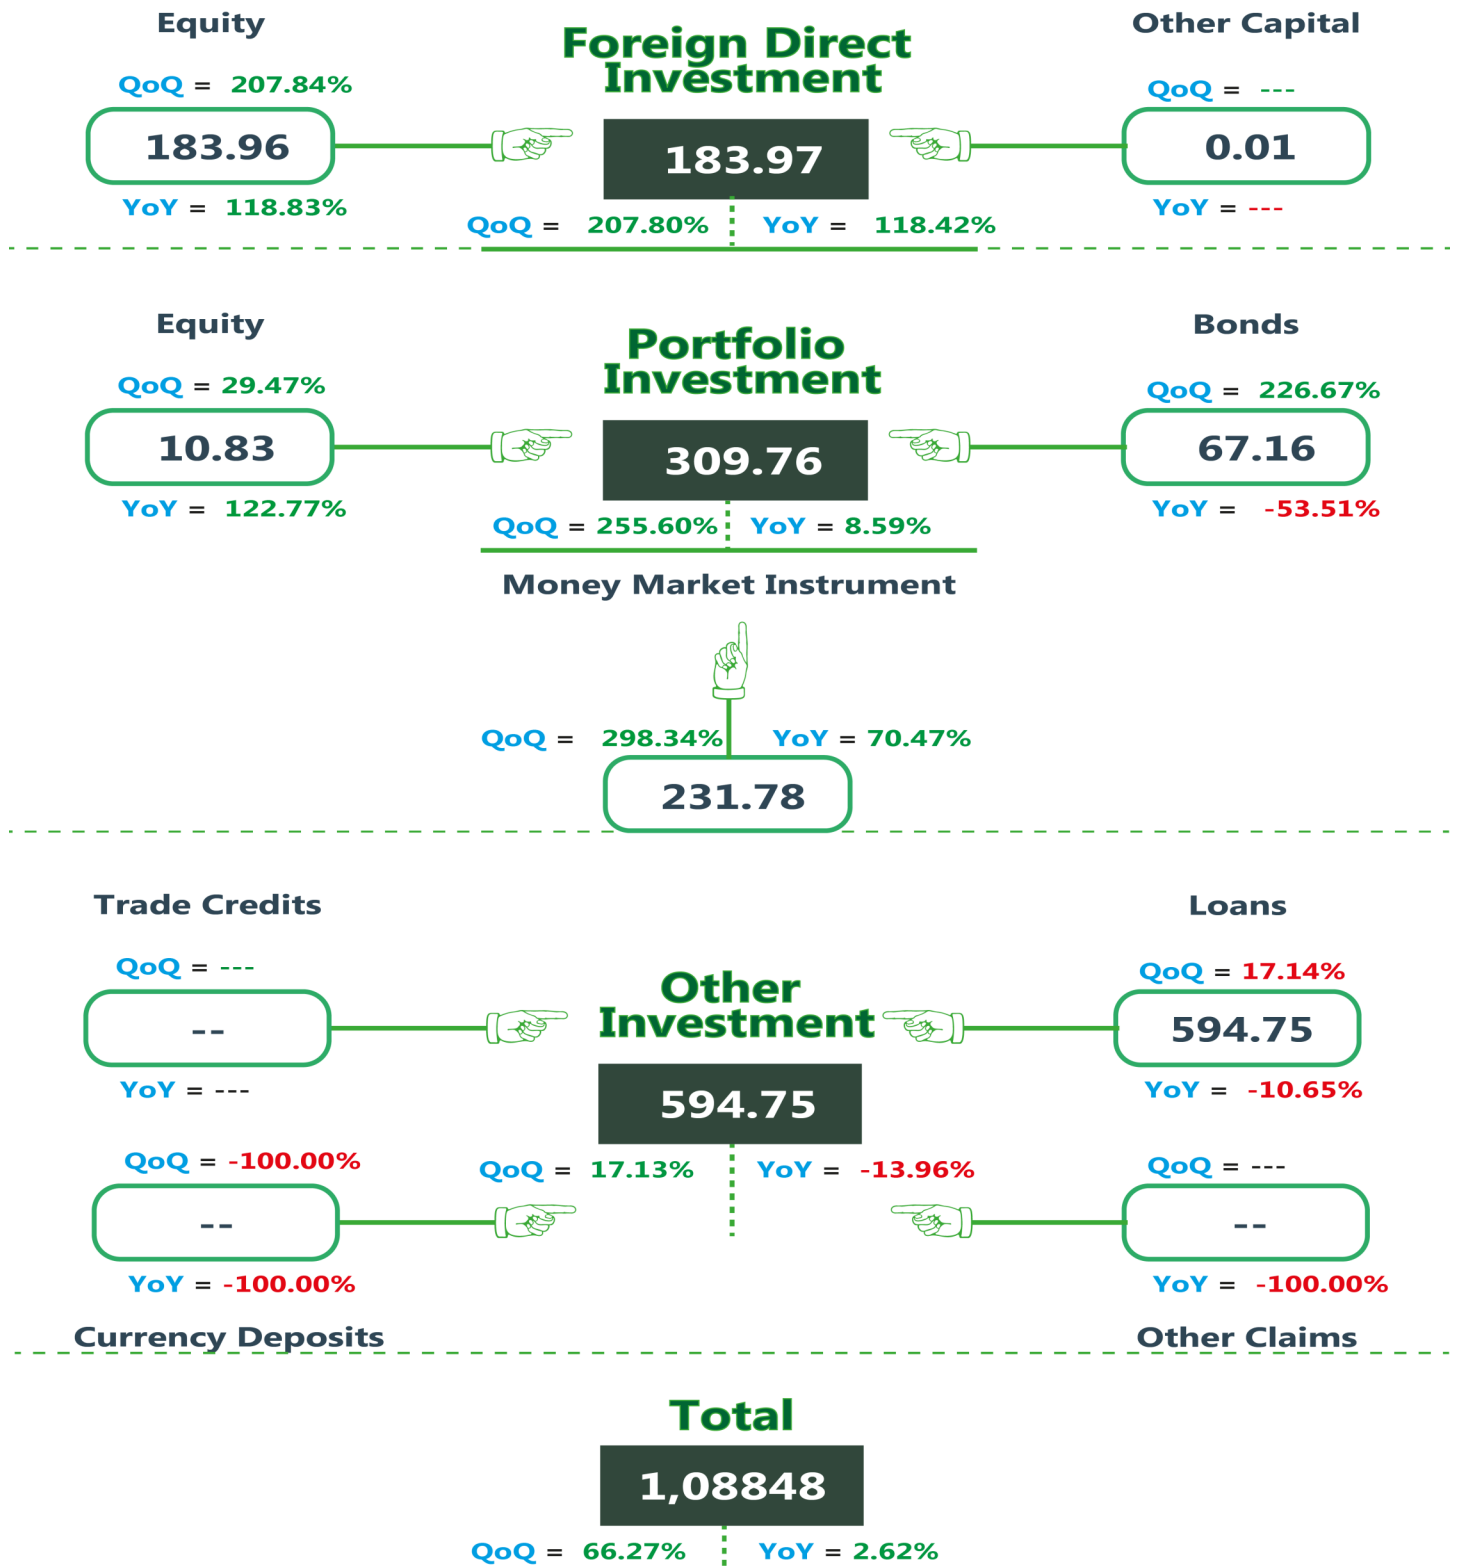 Equity
QoQ = 207.84%
183.96
YoY = 118.83%
Foreign Direct
Investment
183.97
QoQ = 207.80% YoY = 118.42%
Other Capital
QoQ = ---
0.01
YoY = ---
Equity
QoQ = 29.47%
10.83
YoY = 122.77%
Portfolio
Investment
309.76
QoQ = 255.60% YoY = 8.59%
Bonds
QoQ = 226.67%
67.16
YoY = -53.51%
Money Market Instrument
QoQ = 298.34% YoY = 70.47%
231.78
Trade Credits
QoQ = ---
--
YoY = ---
Other
Investment
594.75
QoQ = 17.13% YoY = -13.96%
Loans
QoQ = 17.14%
594.75
YoY = -10.65%
QoQ = -100.00%
--
YoY = -100.00%
Currency Deposits
QoQ = ---
--
YoY = -100.00%
Other Claims
Total
1,08848
QoQ = 66.27% YoY = 2.62%